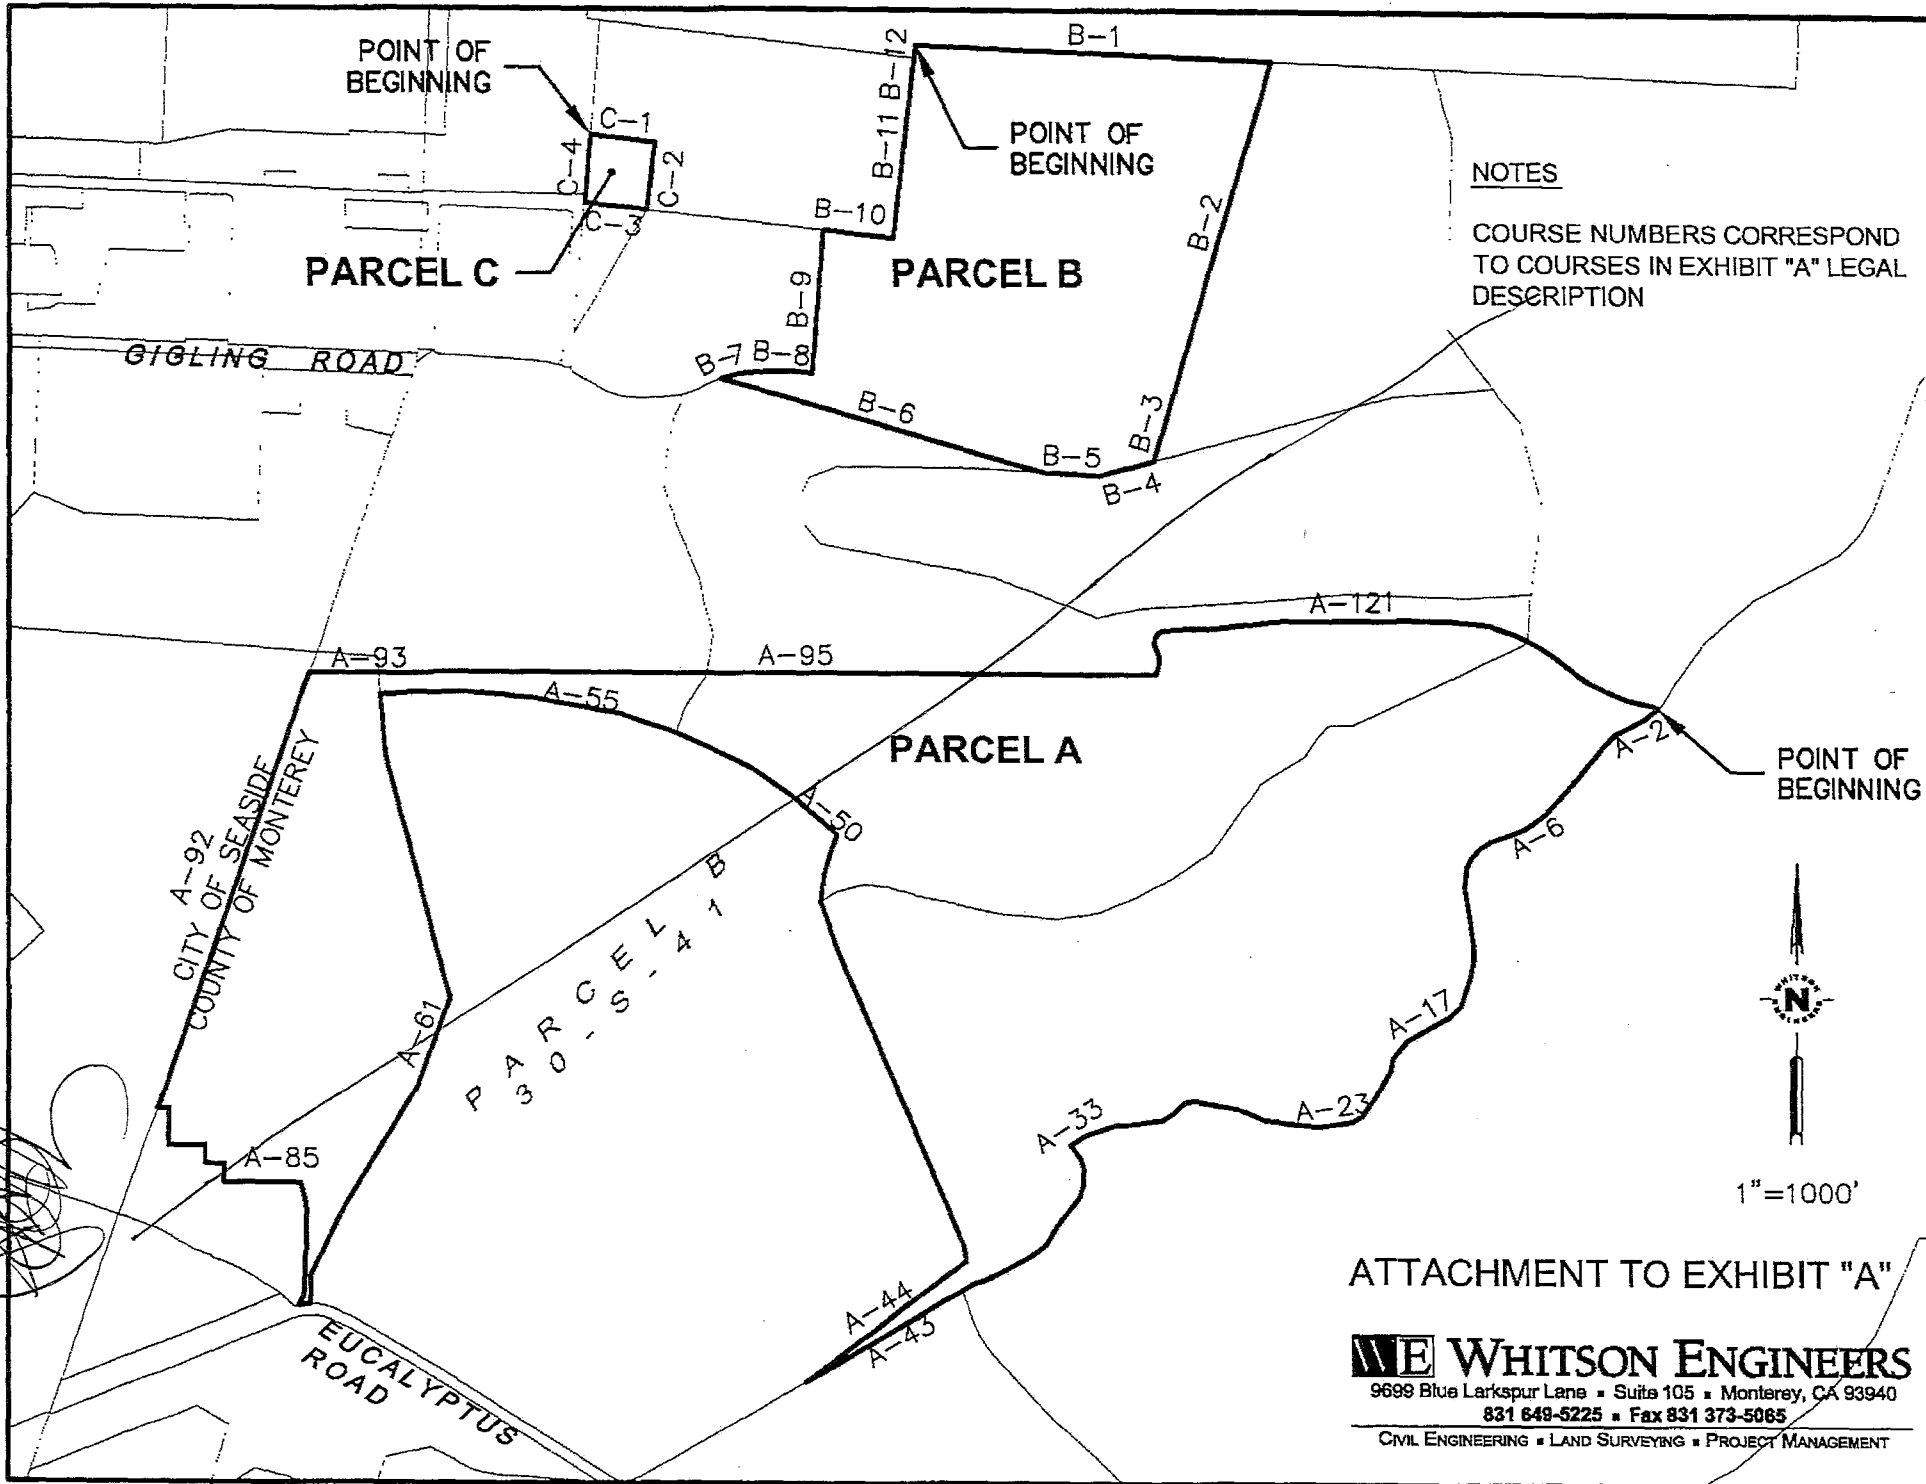 POINT OF
BEGINNING
C-1
C-2
C-3
C-4
PARCEL C
B-12
B-1
B-11
POINT OF
BEGINNING
B-2
B-10
PARCEL B
B-9
B-7
B-8
B-6
B-3
B-5
B-4
NOTES
COURSE NUMBERS CORRESPOND
TO COURSES IN EXHIBIT "A" LEGAL
DESCRIPTION
GIGLING ROAD
A-121
A-93
A-95
A-55
PARCEL A
A-2
POINT OF
BEGINNING
A-50
A-6
A-92
CITY OF SEASIDE
COUNTY OF MONTEREY
PARCEL B
30-S-41
A-61
A-17
A-33
A-23
A-85
A-44
A-43
EUCALYPTUS
ROAD
WHITSON
N
ENGINEERS
1"=1000'
ATTACHMENT TO EXHIBIT "A"
WE WHITSON ENGINEERS
9699 Blue Larkspur Lane ▪ Suite 105 ▪ Monterey, CA 93940
831 649-5225 ▪ Fax 831 373-5065
CIVIL ENGINEERING ▪ LAND SURVEYING ▪ PROJECT MANAGEMENT